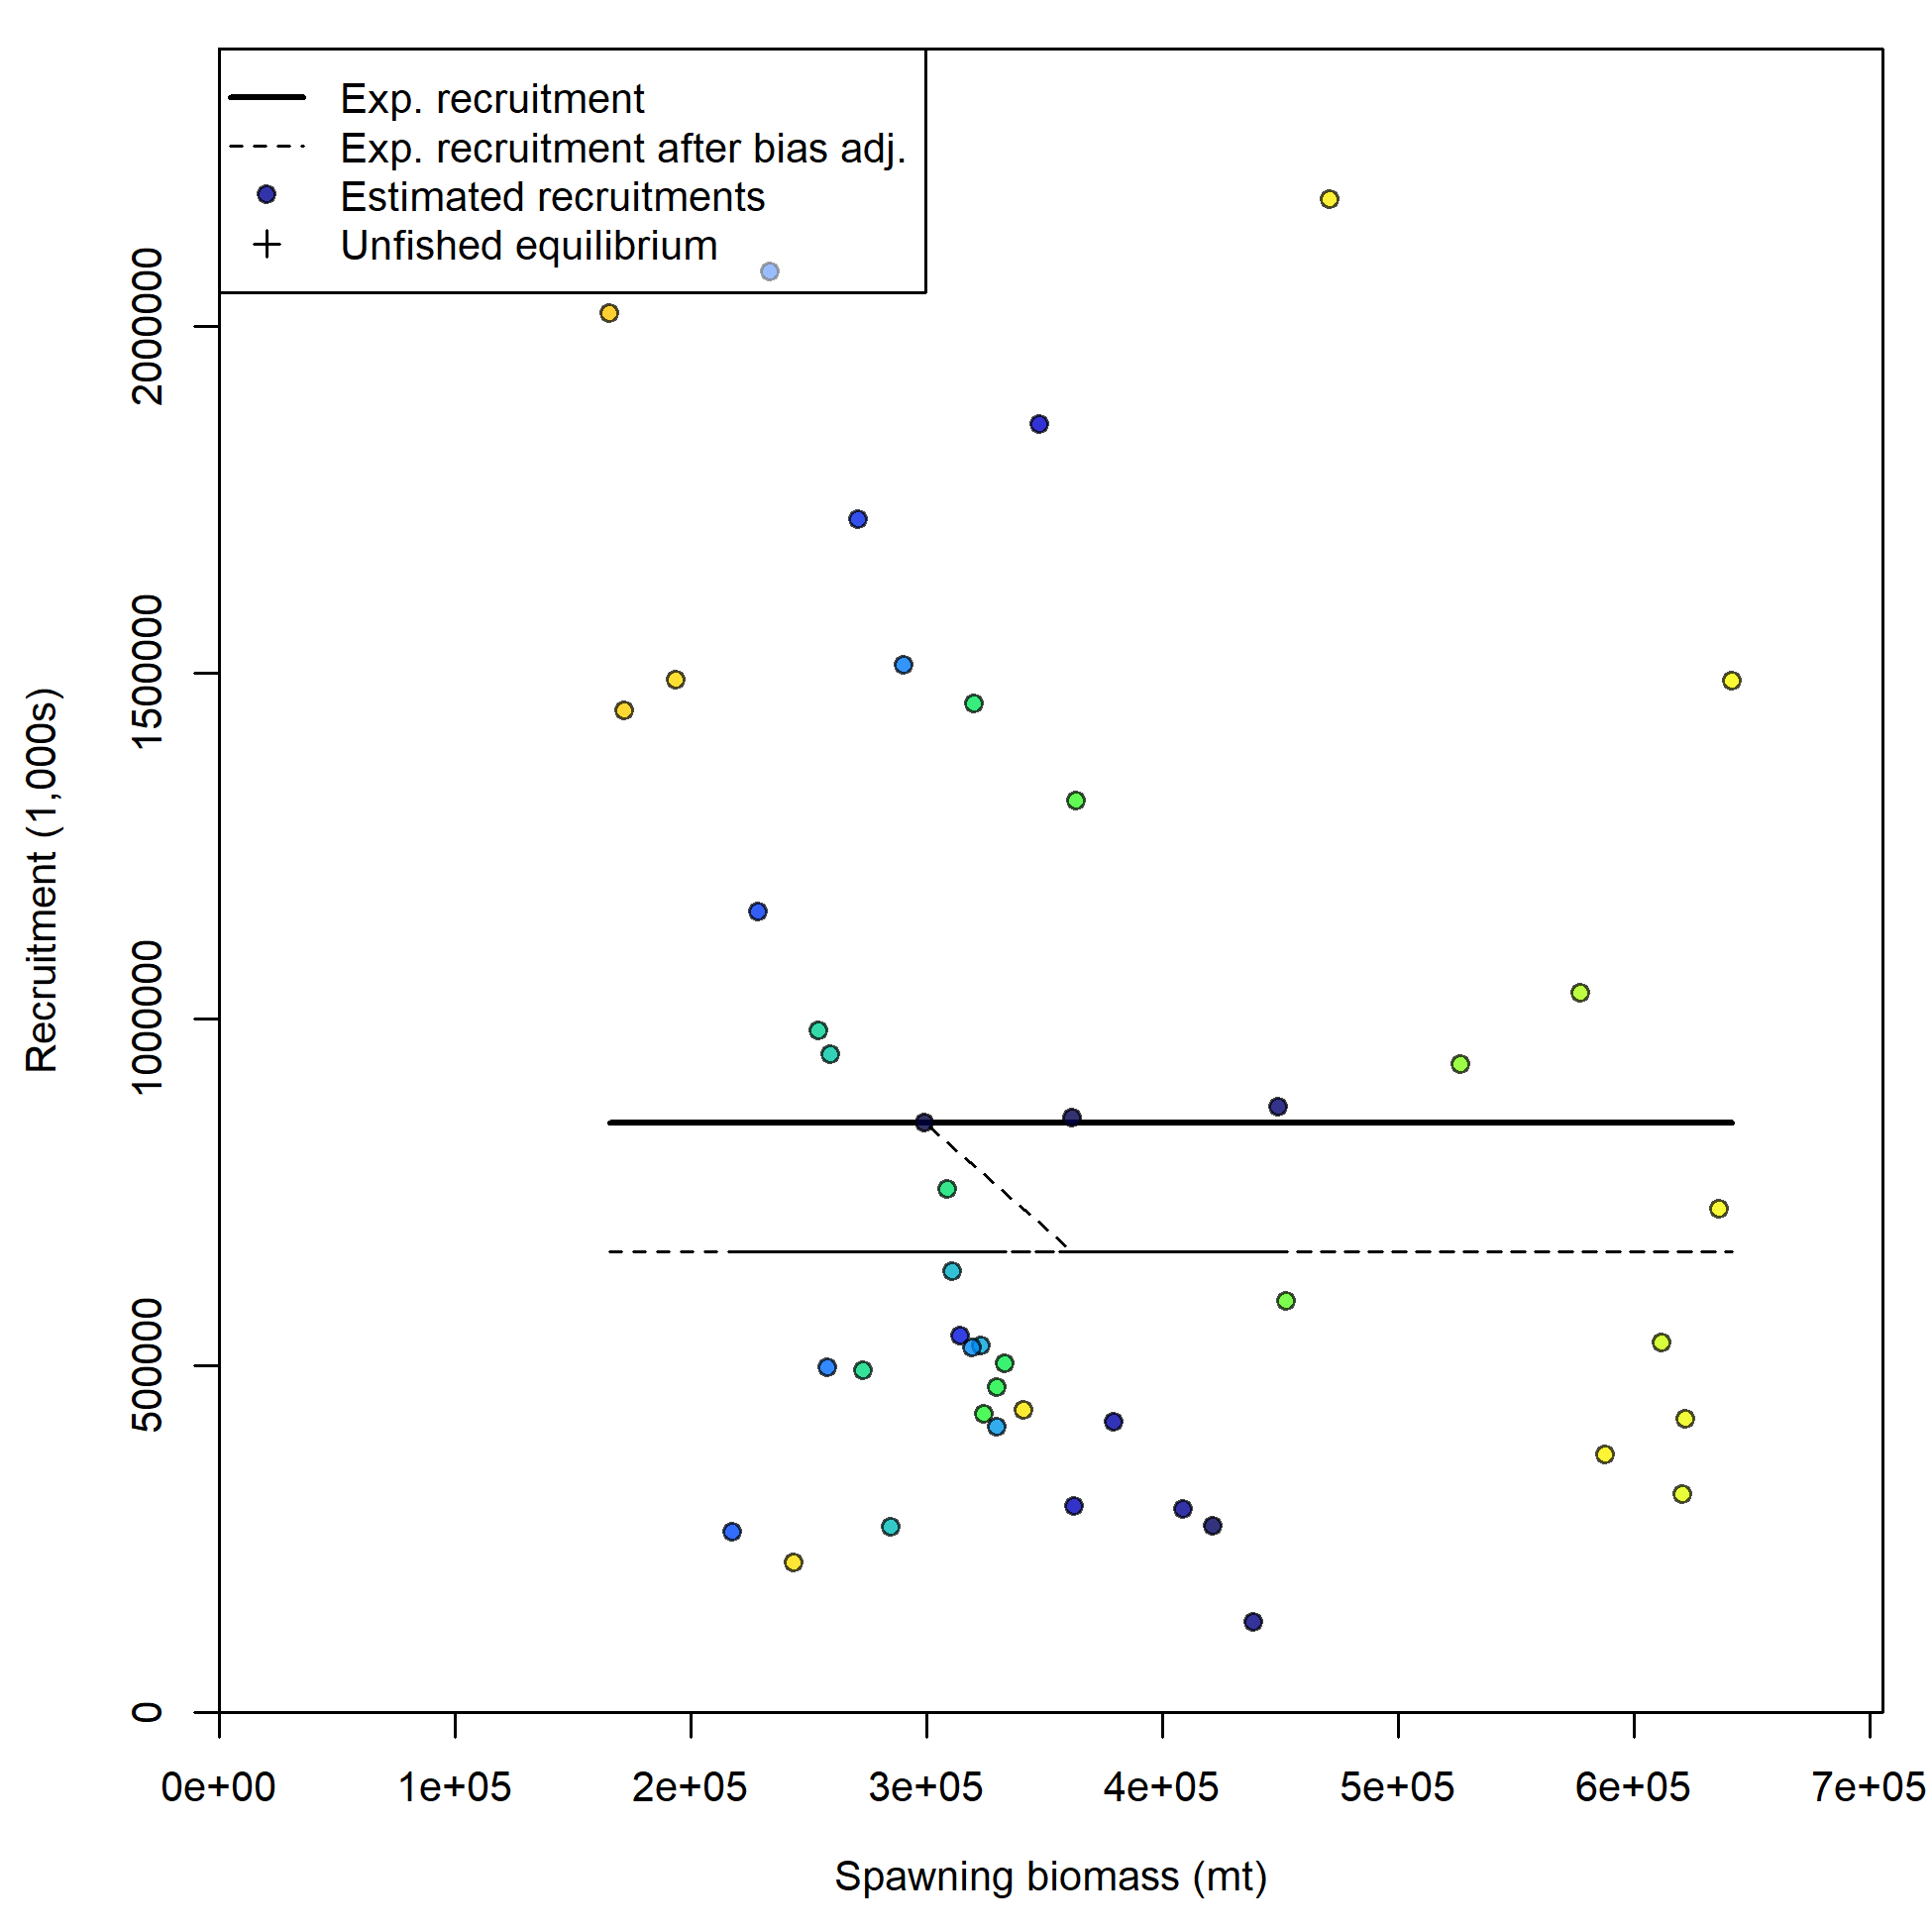 Exp. recruitment
Exp. recruitment after bias adj.
Estimated recruitments
Unfished equilibrium
Recruitment (1,000s)
2000000
1500000
1000000
500000
0
0e+00 1e+05 2e+05 3e+05 4e+05 5e+05 6e+05 7e+05
Spawning biomass (mt)